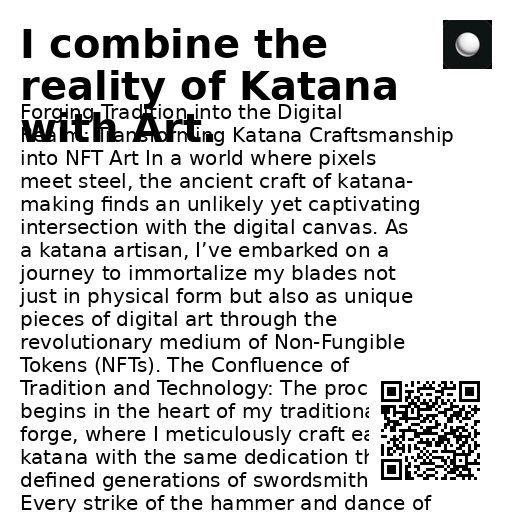 I combine the
reality of Katana
with Art.
Forging Tradition into the Digital
Realm: Transforming Katana Craftsmanship
into NFT Art In a world where pixels
meet steel, the ancient craft of katana-
making finds an unlikely yet captivating
intersection with the digital canvas. As
a katana artisan, I’ve embarked on a
journey to immortalize my blades not
just in physical form but also as unique
pieces of digital art through the
revolutionary medium of Non-Fungible
Tokens (NFTs). The Confluence of
Tradition and Technology: The proc
begins in the heart of my traditiona
forge, where I meticulously craft ea
katana with the same dedication th
defined generations of swordsmith
Every strike of the hammer and dance of